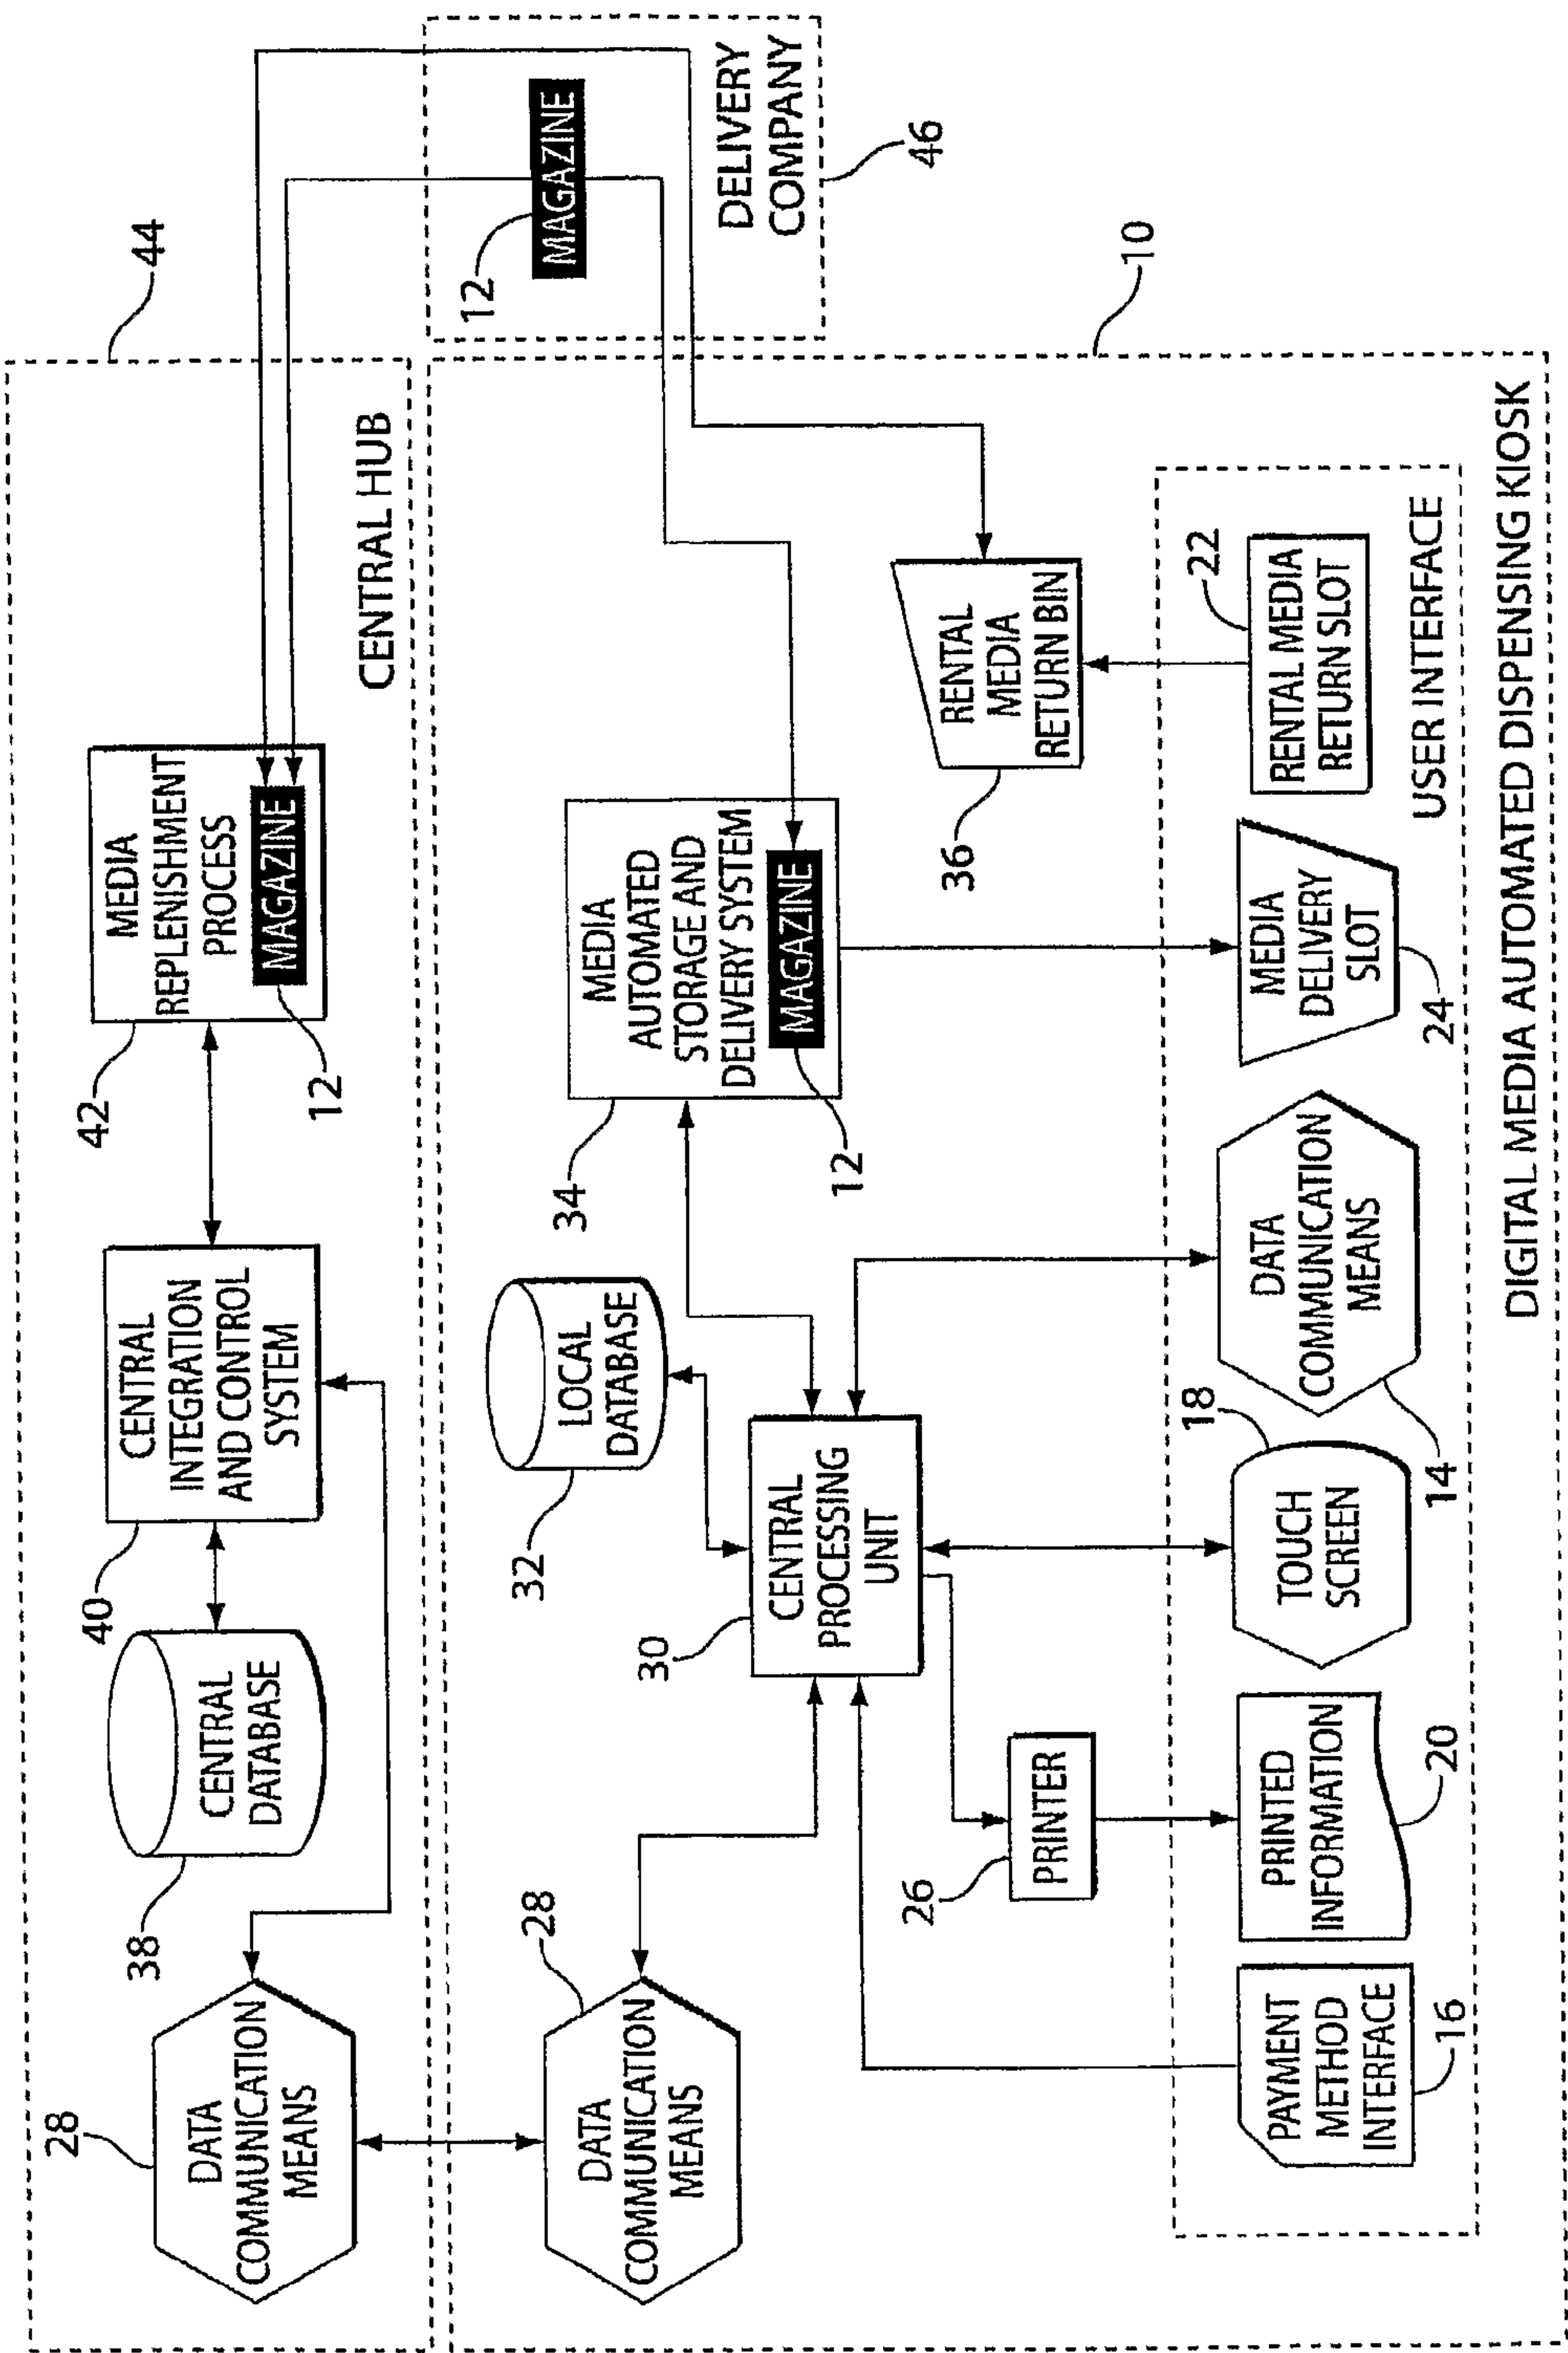 44
CENTRAL HUB
28
DATA
COMMUNICATION
MEANS
38
CENTRAL
DATABASE
40
CENTRAL
INTEGRATION
AND CONTROL
SYSTEM
42
MEDIA
REPLENISHMENT
PROCESS
MAGAZINE
12
12
MAGAZINE
DELIVERY
COMPANY
46
28
DATA
COMMUNICATION
MEANS
32
LOCAL
DATABASE
30
CENTRAL
PROCESSING
UNIT
34
MEDIA
AUTOMATED
STORAGE AND
DELIVERY SYSTEM
MAGAZINE
12
36
RENTAL
MEDIA
RETURN BIN
10
26
PRINTER
PAYMENT
METHOD
INTERFACE
16
PRINTED
INFORMATION
20
18
TOUCH
SCREEN
14
DATA
COMMUNICATION
MEANS
MEDIA
DELIVERY
SLOT
24
22
RENTAL MEDIA
RETURN SLOT
USER INTERFACE
DIGITAL MEDIA AUTOMATED DISPENSING KIOSK